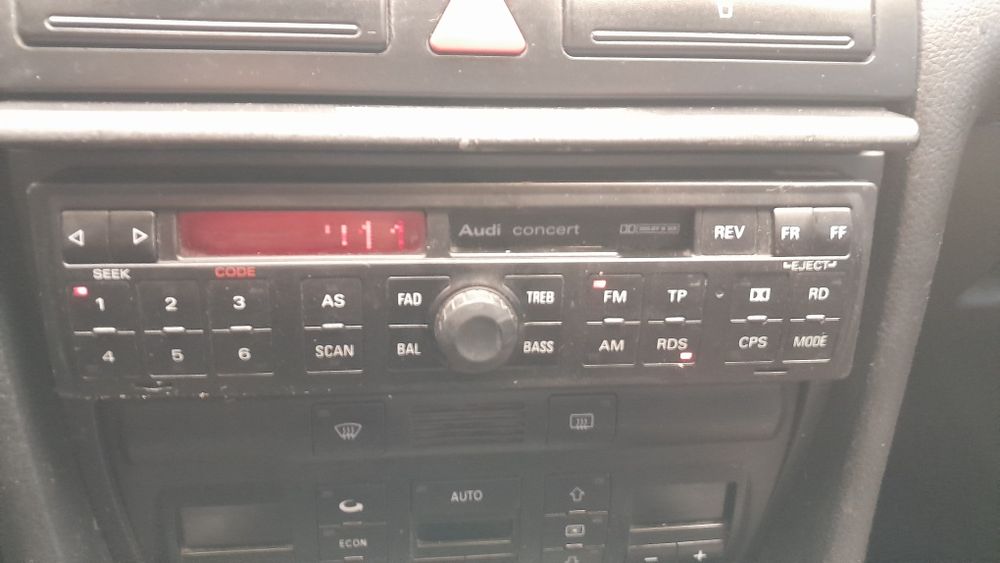 Audi concert REV FR FF
SEEK CODE EJECT
1 2 3 AS FAD TREB FM TP RD
4 5 6 SCAN BAL BASS AM RDS CPS MODE
AUTO
ECON
- +